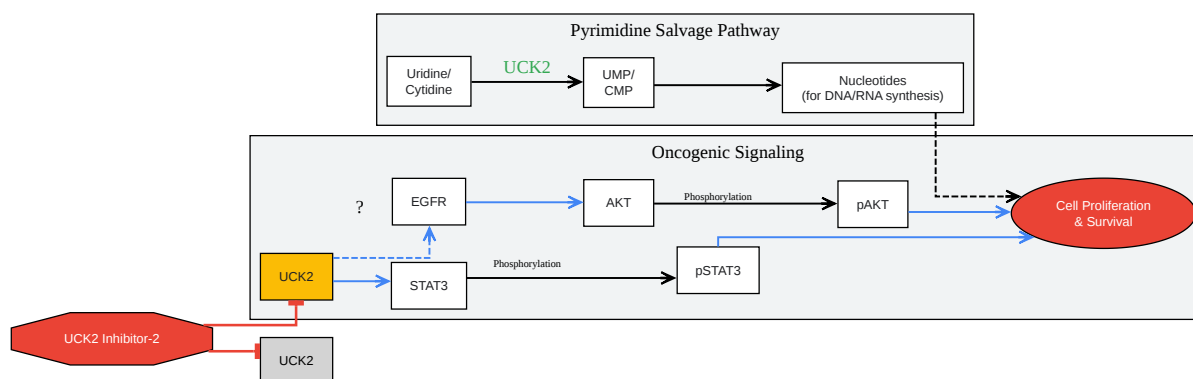 Pyrimidine Salvage Pathway
Uridine/
Cytidine
UCK2
UMP/
CMP
Nucleotides
(for DNA/RNA synthesis)
Oncogenic Signaling
?
EGFR
AKT
Phosphorylation
pAKT
Cell Proliferation
& Survival
UCK2
STAT3
Phosphorylation
pSTAT3
UCK2 Inhibitor-2
UCK2